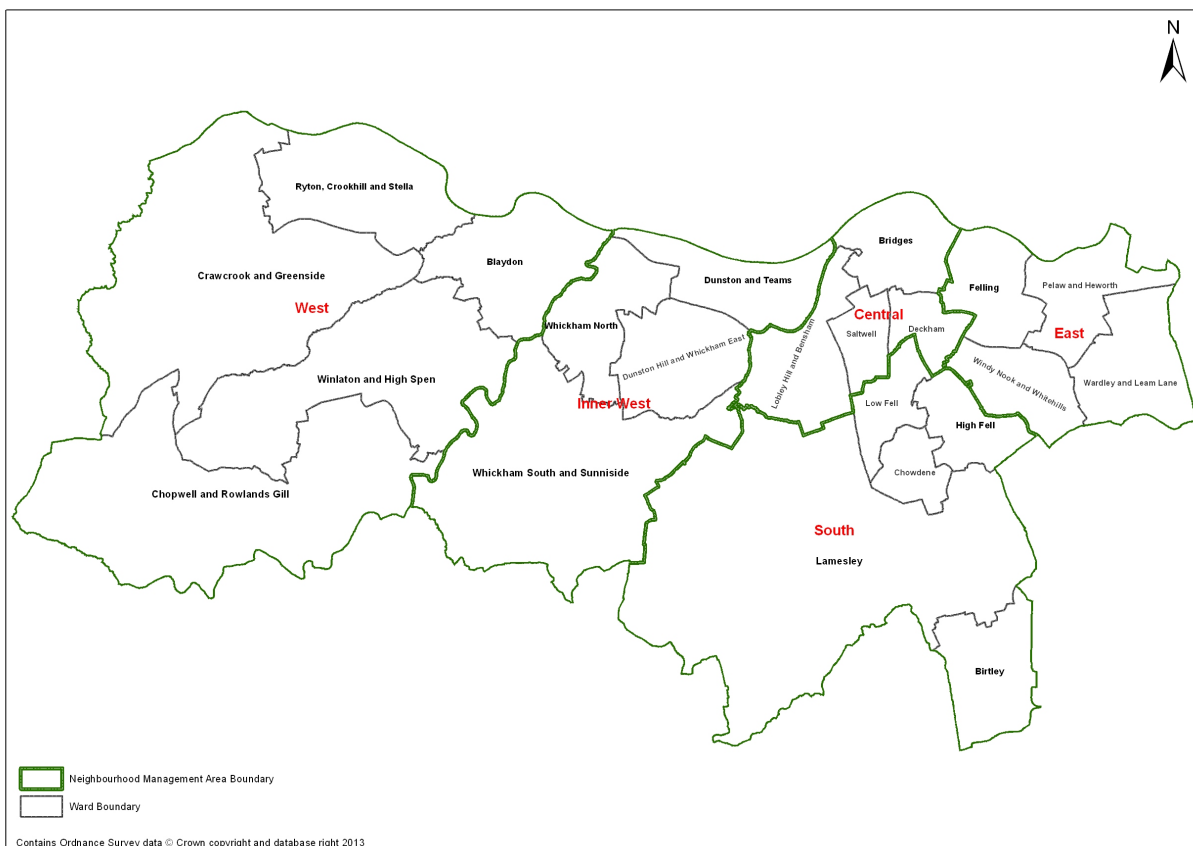 N
Ryton, Crookhill and Stella
Bridges
Blaydon
Crawcrook and Greenside
Dunston and Teams
Felling
Pelaw and Heworth
West
Central
Whickham North
Saltwell
Deckham
East
Dunston Hill and Whickham East
Lobley Hill and Bensham
Winlaton and High Spen
Windy Nook and Whitehills
Wardley and Leam Lane
Inner West
Low Fell
High Fell
Whickham South and Sunniside
Chowdene
Chopwell and Rowlands Gill
South
Lamesley
Birtley
Neighbourhood Management Area Boundary
Ward Boundary
Contains Ordnance Survey data © Crown copyright and database right 2013